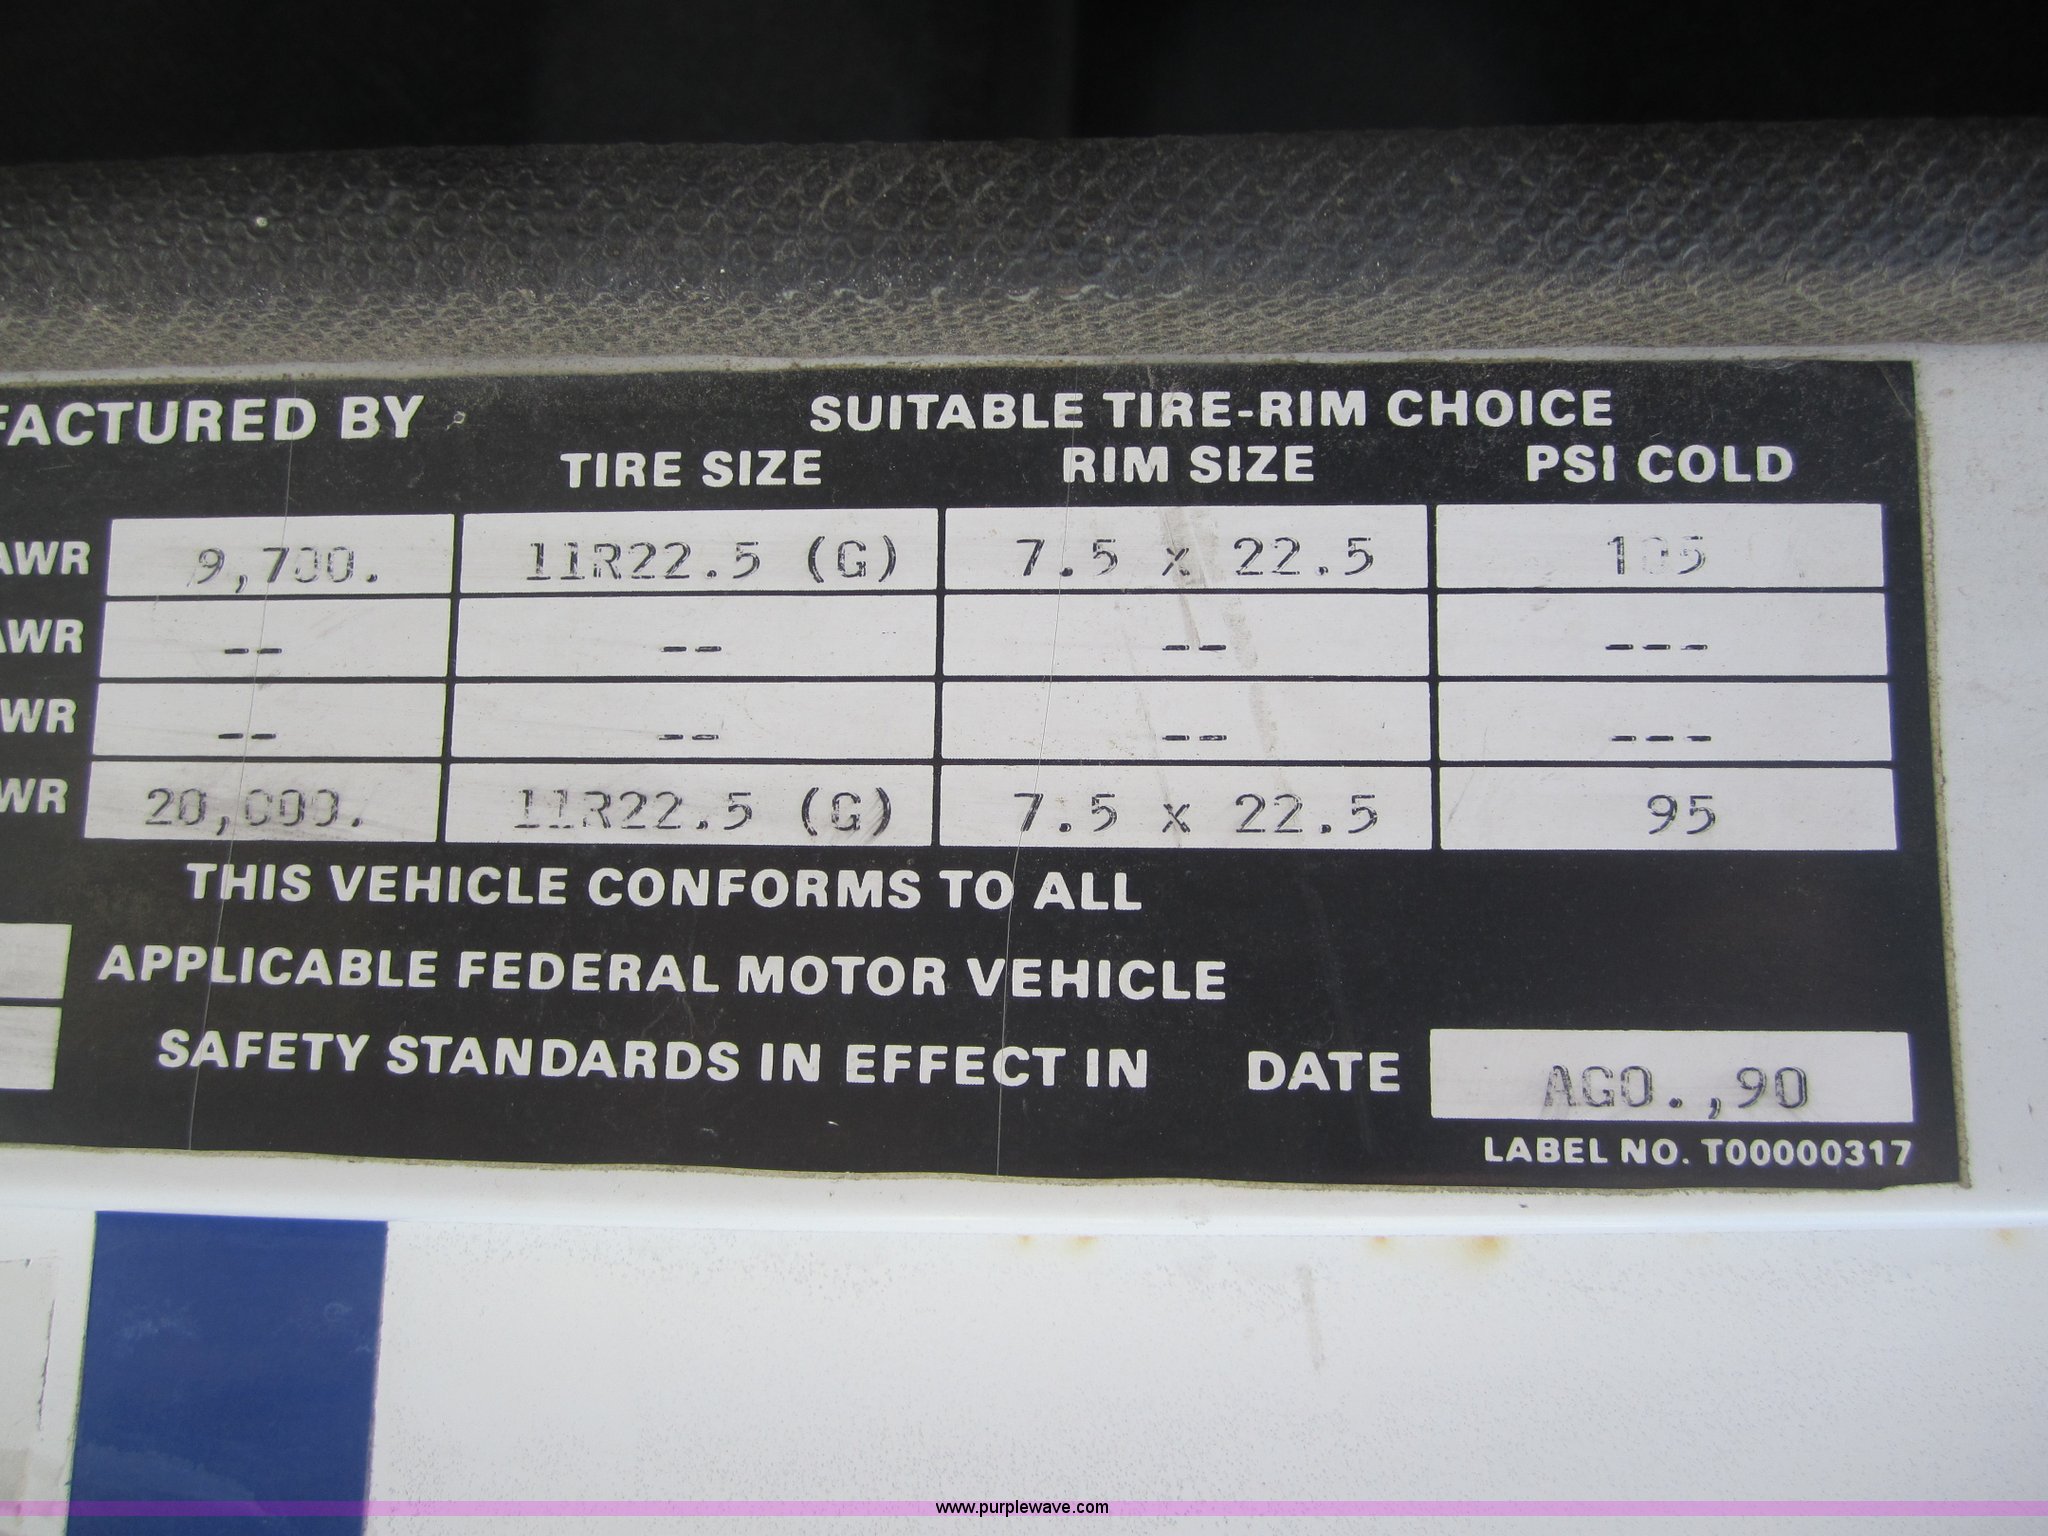 FACTURED BY
SUITABLE TIRE-RIM CHOICE
TIRE SIZE RIM SIZE PSI COLD
AWR 9,700. 11R22.5 (G) 7.5 x 22.5 105
AWR -- -- -- ---
WR -- -- -- ---
WR 20,000. 11R22.5 (G) 7.5 x 22.5 95
THIS VEHICLE CONFORMS TO ALL
APPLICABLE FEDERAL MOTOR VEHICLE
SAFETY STANDARDS IN EFFECT IN DATE AGO.,90
LABEL NO. T00000317
www.purplewave.com